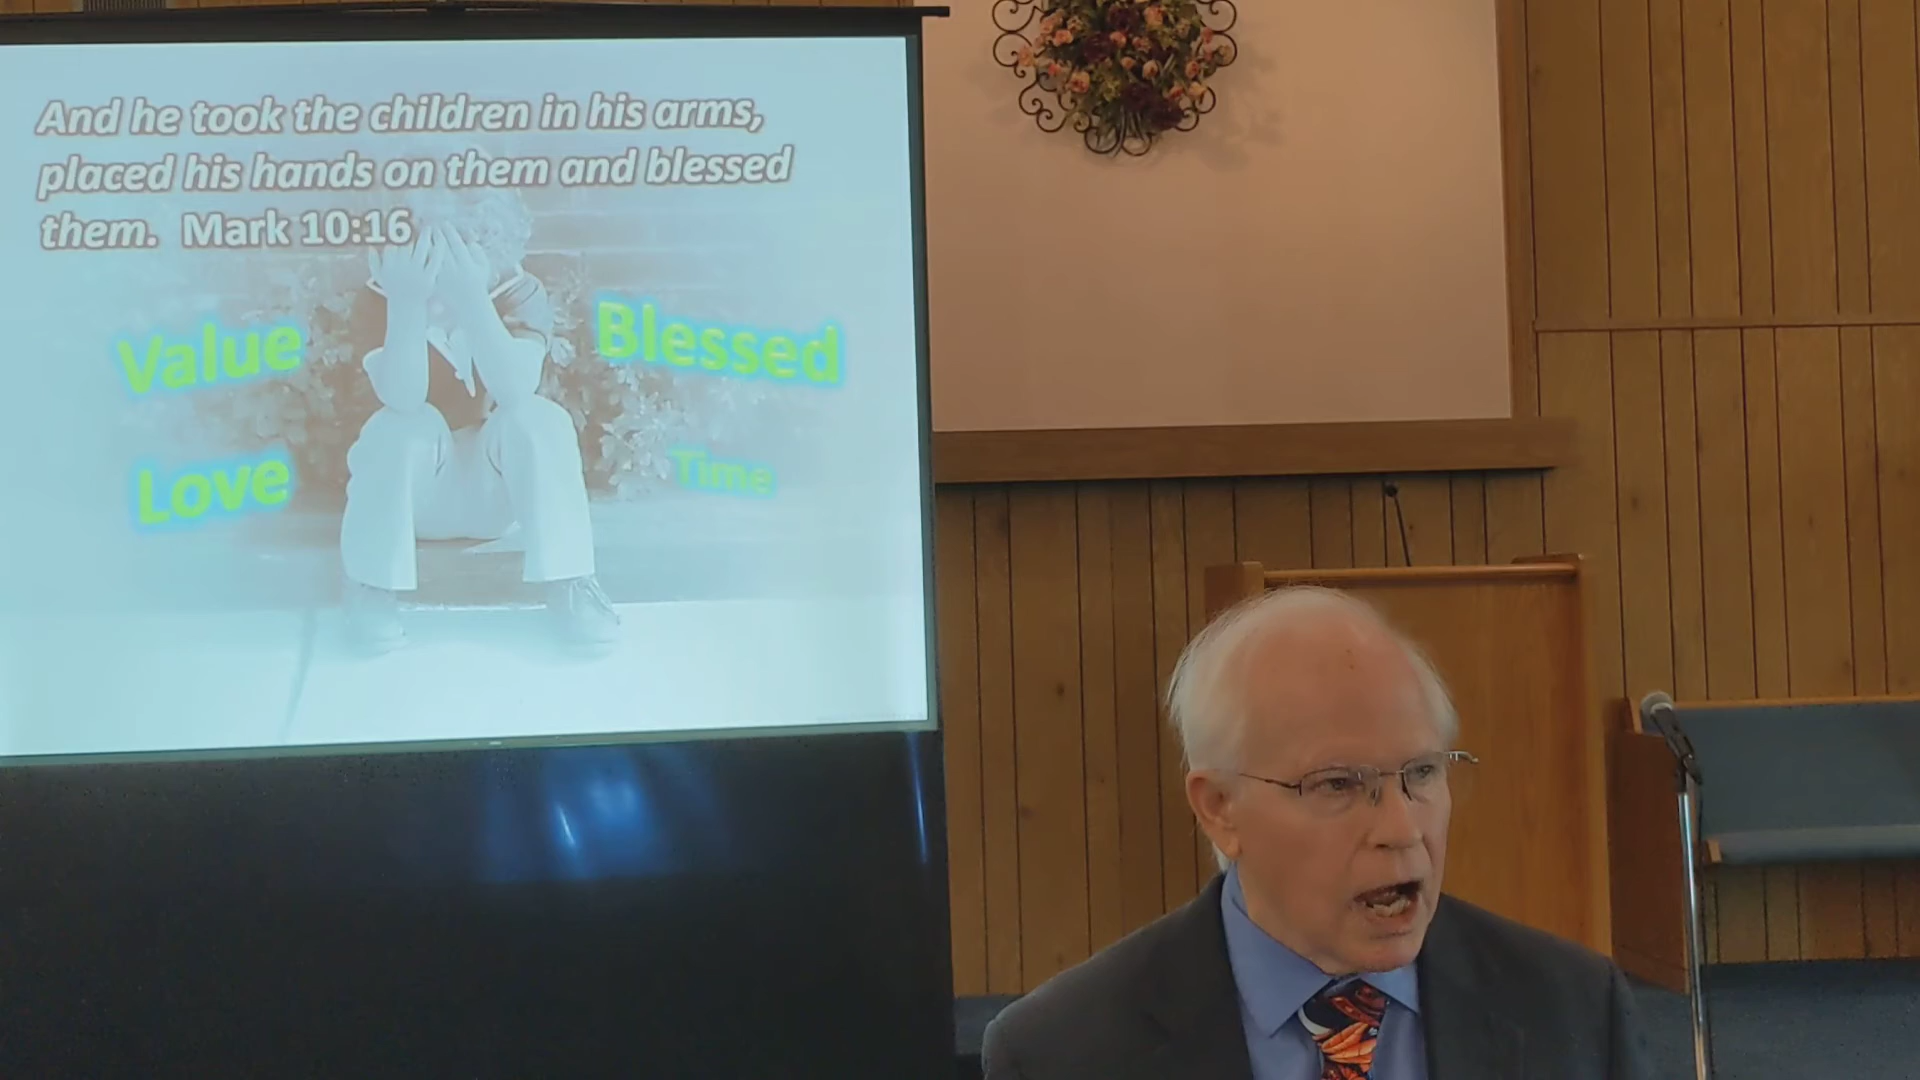 And he took the children in his arms,
placed his hands on them and blessed
them. Mark 10:16
Value
Blessed
Love
Time